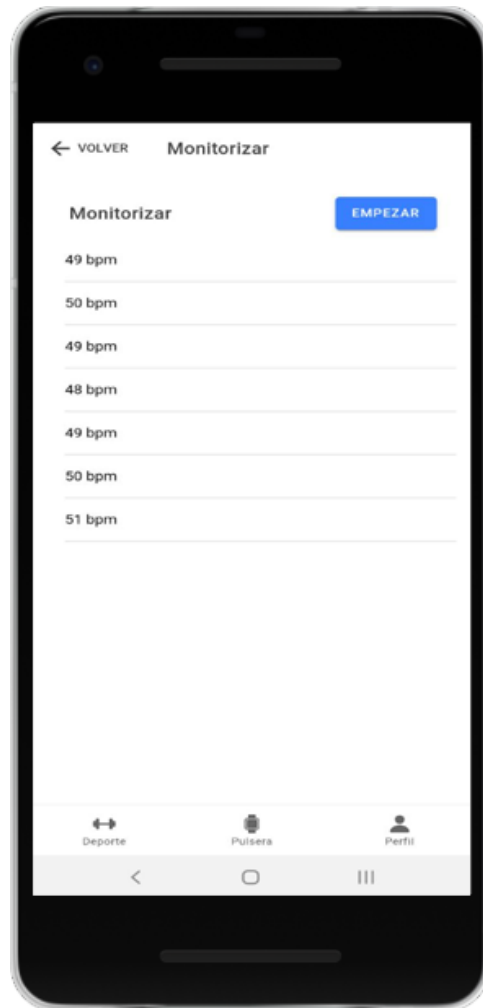 VOLVER Monitorizar
Monitorizar EMPEZAR
49 bpm
50 bpm
49 bpm
48 bpm
49 bpm
50 bpm
51 bpm
Deporte Pulsera Perfil